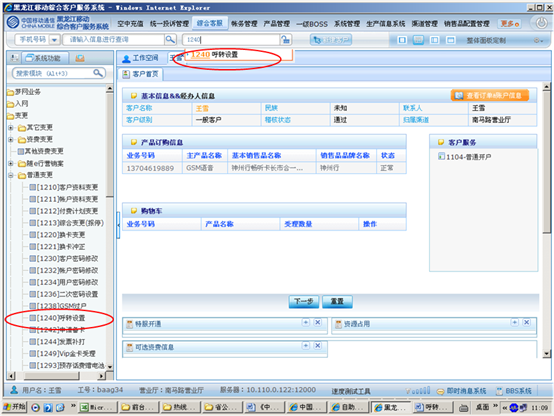 黑龙江移动综合客户服务系统 - Windows Internet Explorer
中国移动通信 CHINA MOBILE 黑龙江移动 综合客户服务系统
空中充值 统一投诉管理 综合客服 帐务管理 产品管理 一级BOSS 系统管理 生产信息系统 渠道管理 销售品配置管理 更多
手机号码 请输入信息进行查询 1240 整体面板定制
1240 呼转设置
系统功能
工作空间 王雪
搜索模块 (Alt+3)
客户首页
罗网业务
入网
变更
其它变更
资费变更
其他资费变更
随e行营销案
普通变更
[1210]客户资料变更
[1211]帐户资料变更
[1212]付费计划变更
[1213]综合变更(拆停)
[1220]换卡变更
[1221]换卡冲正
[1230]客户密码修改
[1232]帐户密码修改
[1234]用户密码修改
[1236]二次密码设置
[1238]GSM过户
[1240]呼转设置
[1242]申请备卡
[1244]发票补打
[1249]Vip金卡受理
[1293]预存话费赠电池
基本信息&&经办人信息
查看订单&账户信息
客户名称 王雪 民族 未知 联系人 王雪
客户级别 一般客户 稽核状态 通过 归属渠道 南马路营业厅
产品订购信息
业务号码 主产品名称 基本销售品名称 销售品品牌名称 状态
13704619889 GSM语音 神州行畅听卡长市合一-... 神州行 正常
客户服务
1104-普通开户
购物车
业务号码 产品名称 受理数量 操作
下一步 重置
特服开通
资源占用
可选资费信息
用户名：王雪 工号：baag34 营业厅：南马路营业厅 服务器：10.110.0.122:12000 速度测试工具 即时消息系统 BBS系统
开始 Micr... 前台... 热线... 省公... 《中... 中国... 自助... 黑龙... 呼转... 桌面 11:09